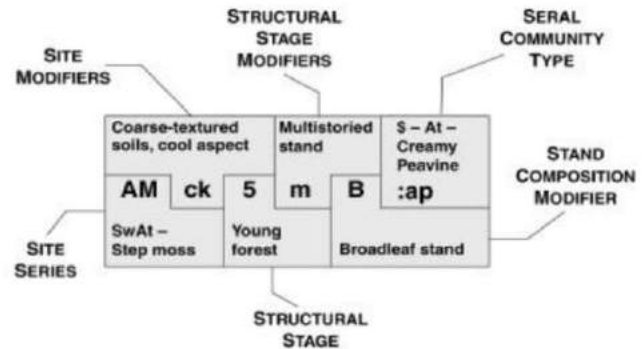 STRUCTURAL
STAGE
MODIFIERS
SERAL
COMMUNITY
TYPE
SITE
MODIFIERS
Coarse-textured
soils, cool aspect
Multistoried
stand
$ – At –
Creamy
Peavine
STAND
COMPOSITION
MODIFIER
AM ck 5 m B :ap
SITE
SERIES
SwAt –
Step moss
Young
forest
Broadleaf stand
STRUCTURAL
STAGE